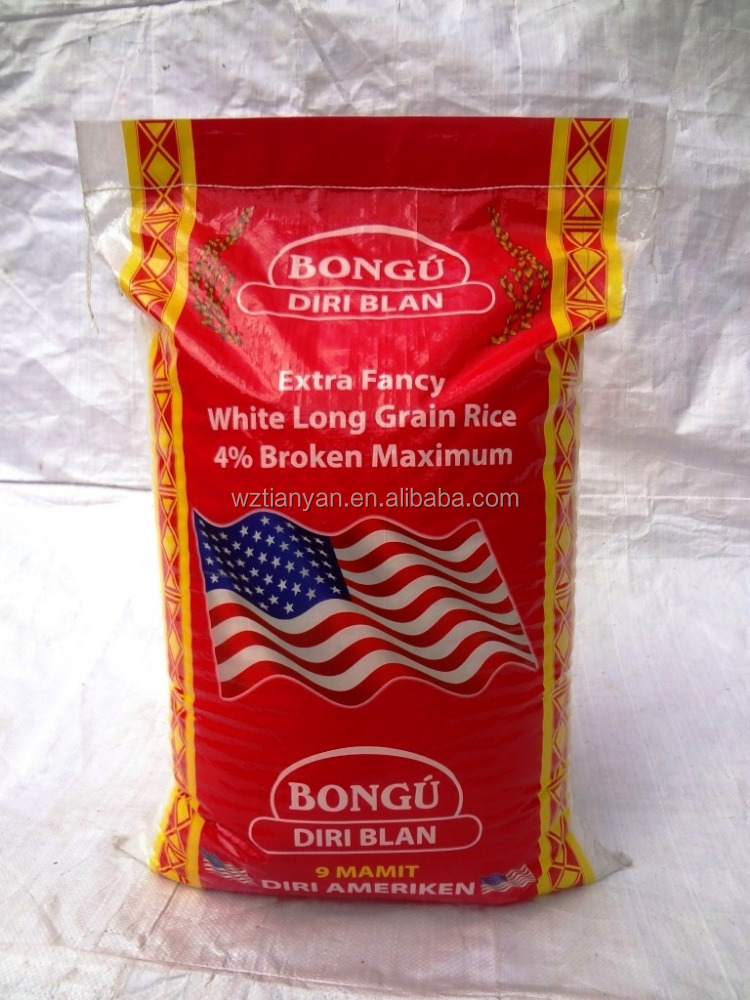 BONGÚ
DIRI BLAN
Extra Fancy
White Long Grain Rice
4% Broken Maximum
wztianyan.en.alibaba.com
BONGÚ
DIRI BLAN
9 MAMIT
DIRI AMERIKEN